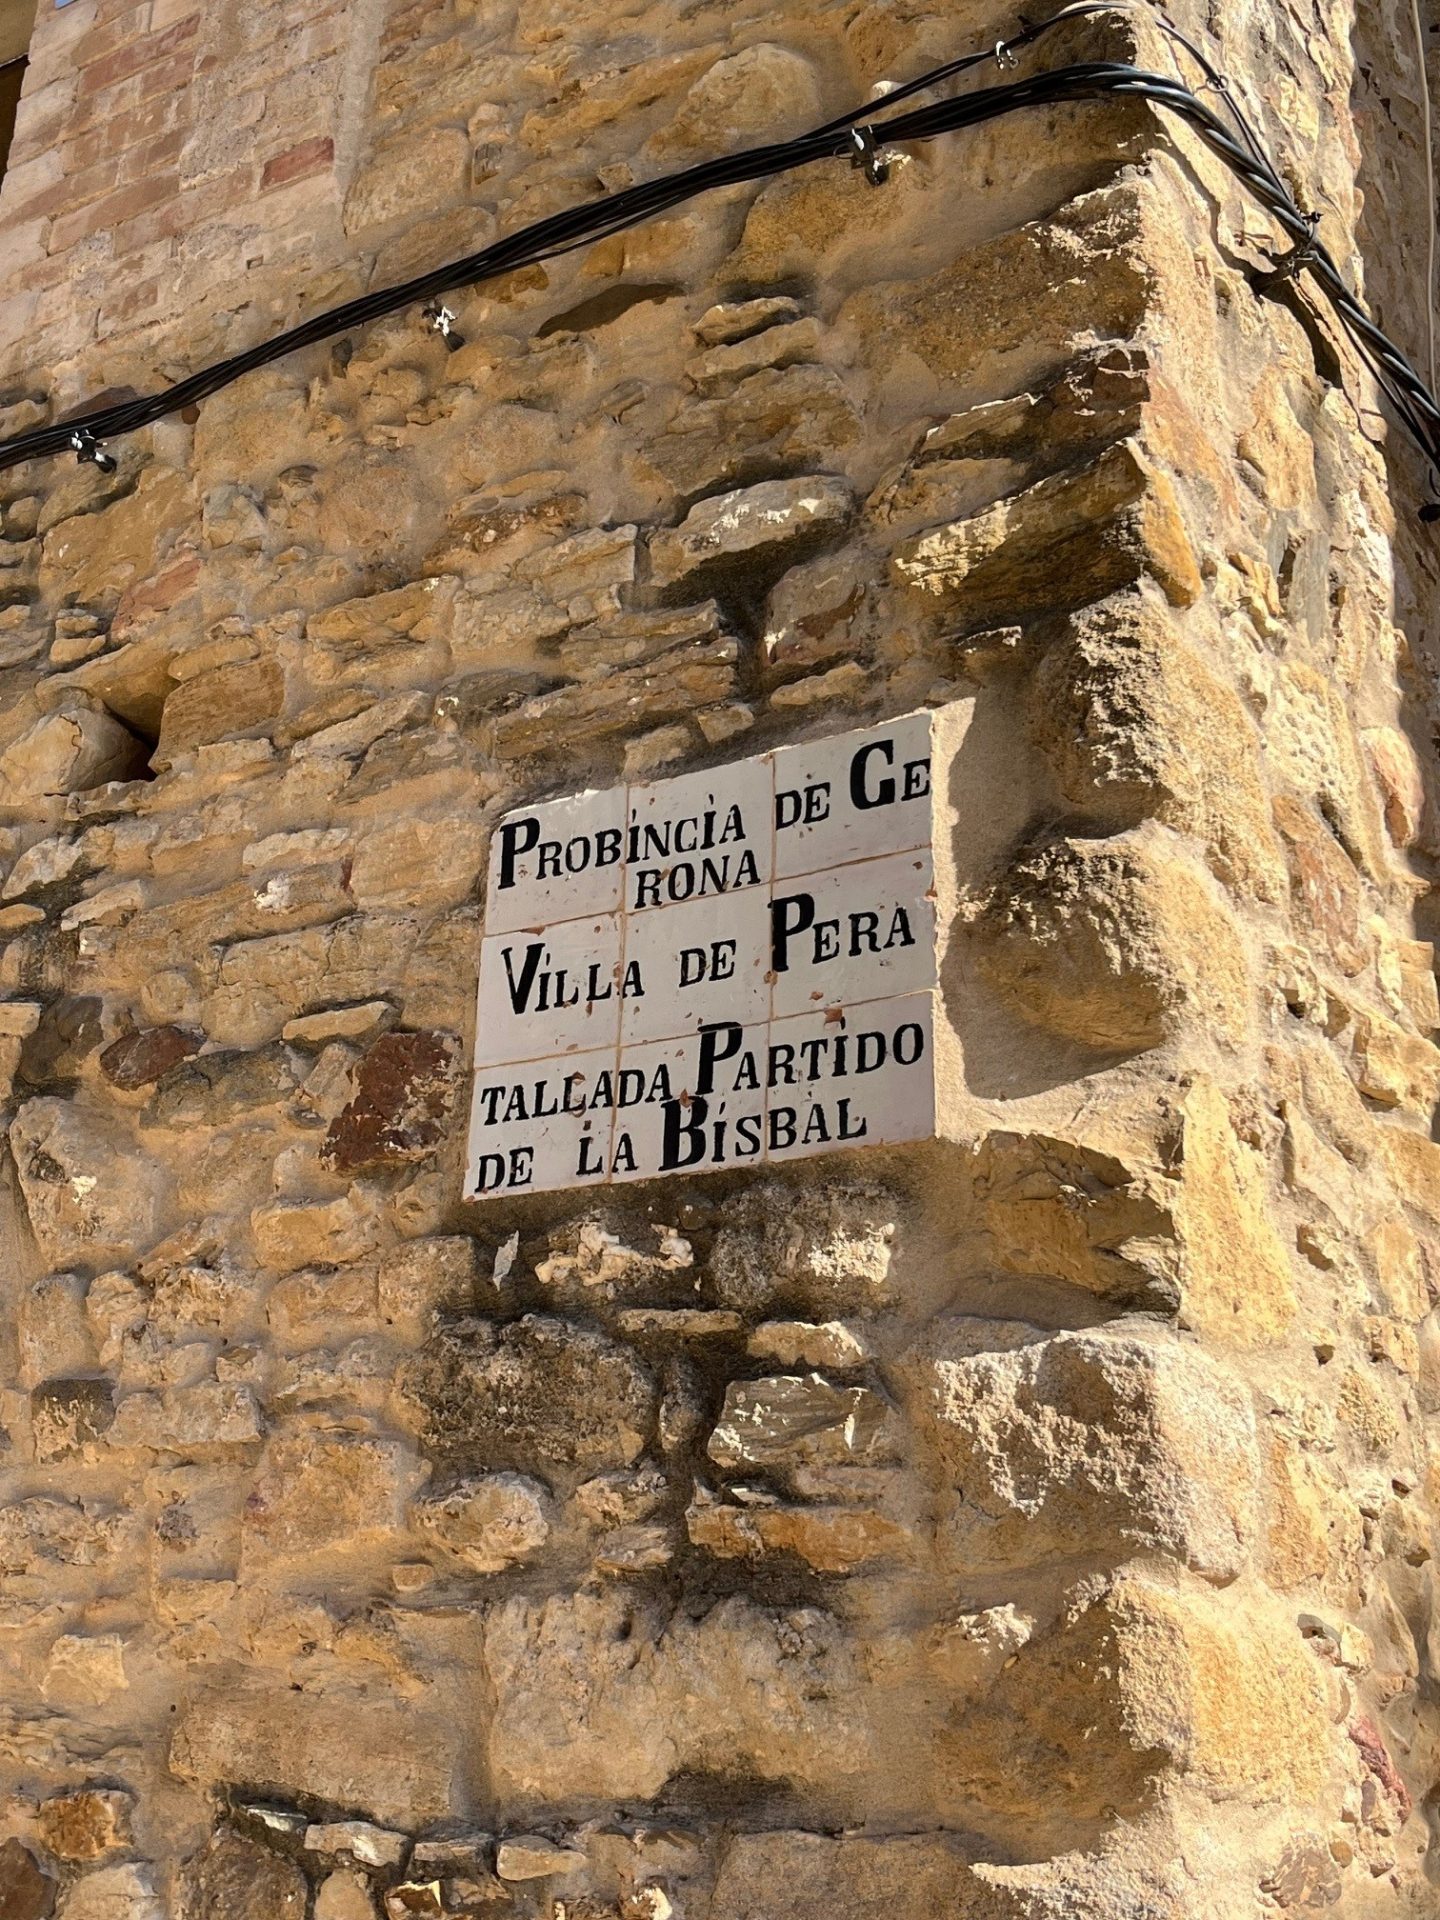 PROBINCIA DE GE
RONA
VILLA DE PERA
TALLADA PARTIDO
DE LA BISBAL